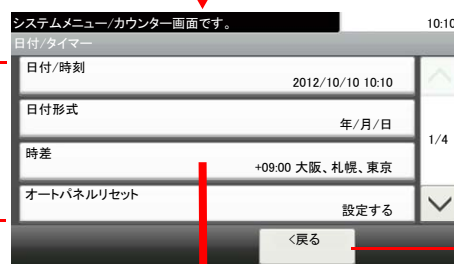 システムメニュー/カウンター画面です。 10:10
日付/タイマー
日付/時刻
2012/10/10 10:10
日付形式
年/月/日
1/4
時差
+09:00 大阪、札幌、東京
オートパネルリセット
設定する
<戻る